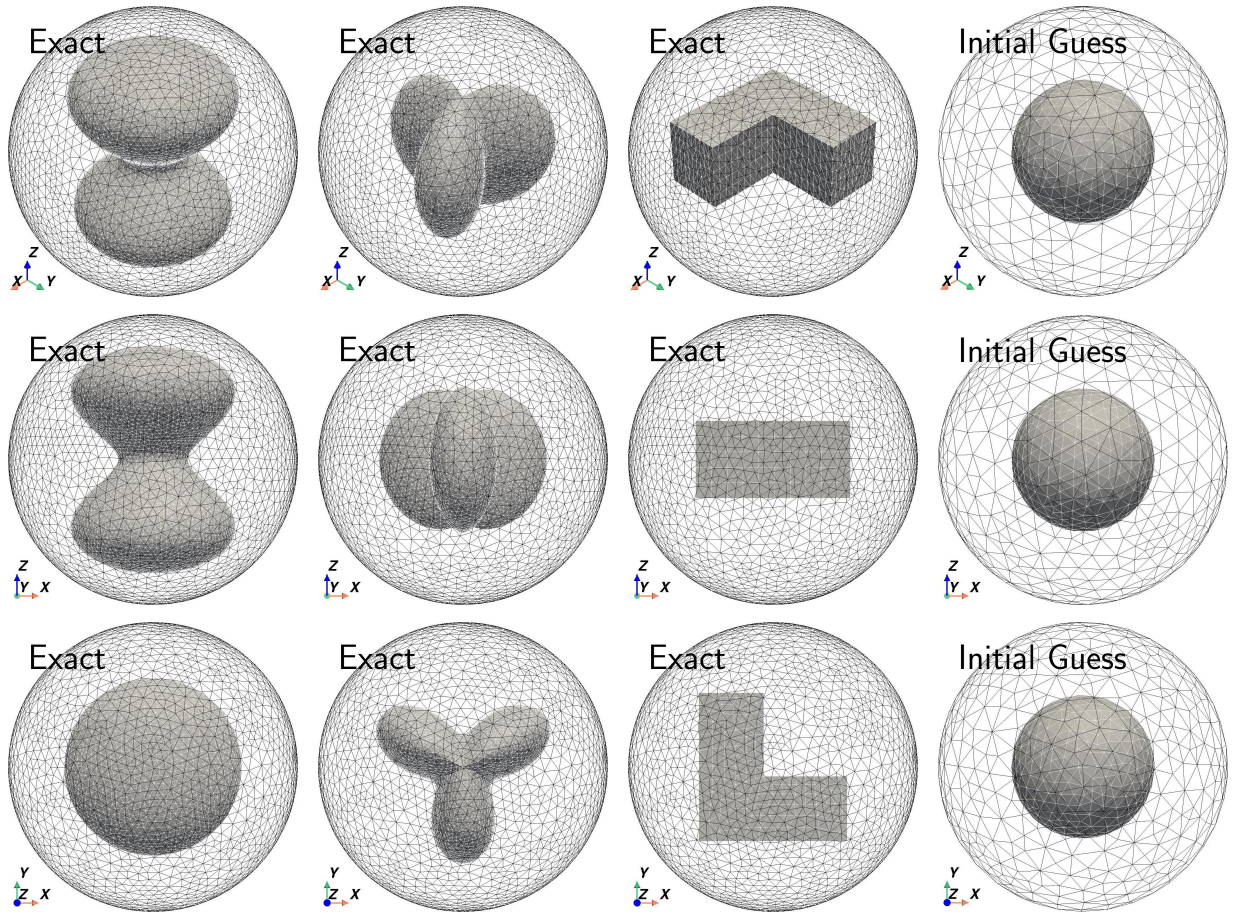 Exact Exact Exact Initial Guess
Z Z Z Z
X Y X Y X Y X Y
Exact Exact Exact Initial Guess
Z Z Z Z
Y X Y X Y X Y X
Exact Exact Exact Initial Guess
Y Y Y Y
Z X Z X Z X Z X